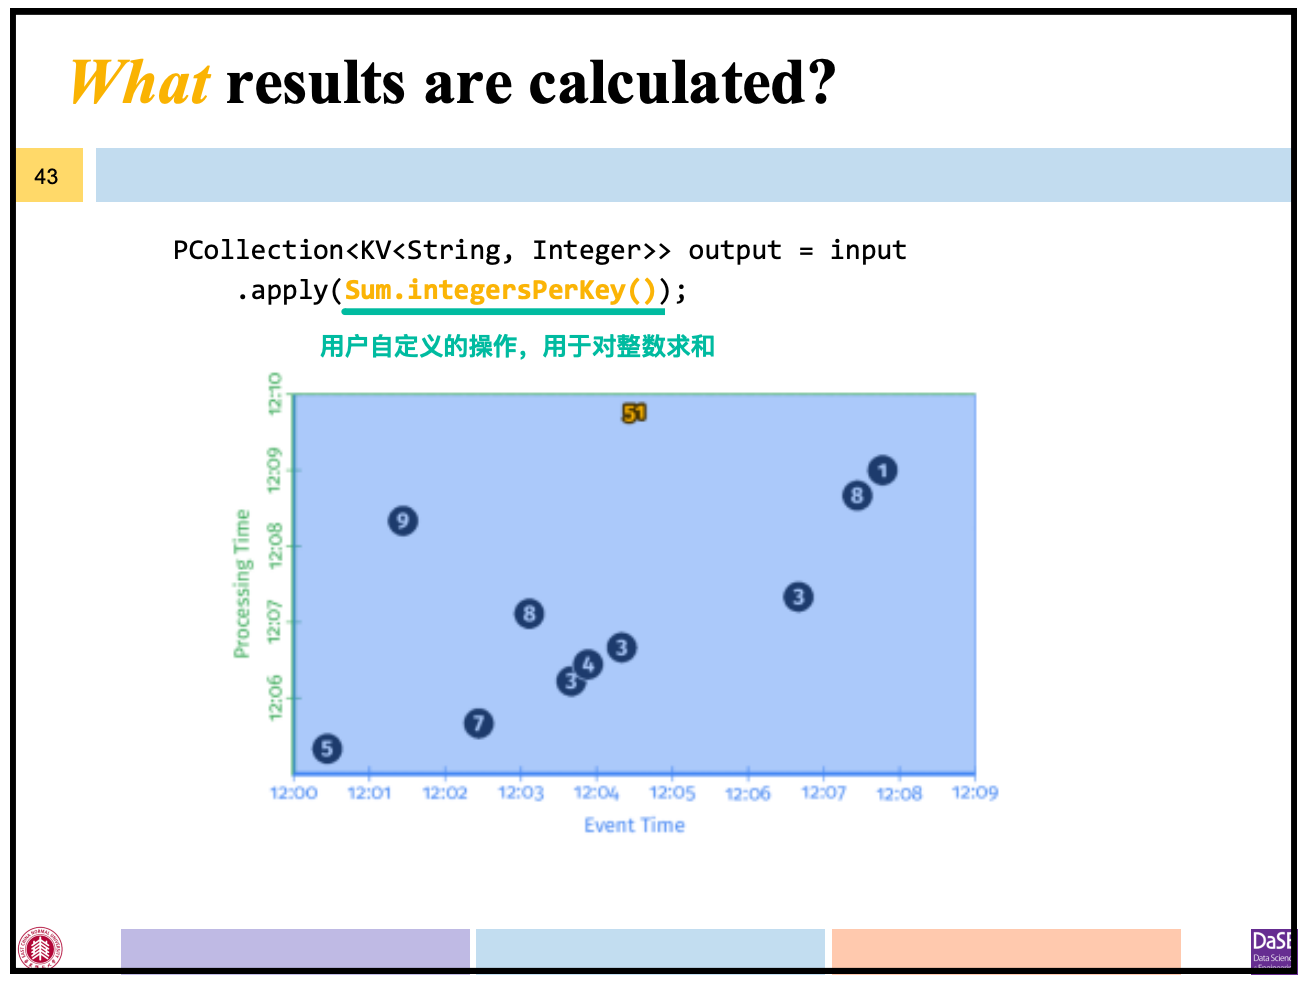 What results are calculated?
43
PCollection<KV<String, Integer>> output = input
.apply(Sum.integersPerKey());
用户自定义的操作，用于对整数求和
51
12:10
12:09
12:08
12:07
12:06
Processing Time
1
8
9
3
8
3
4
3
7
5
12:00 12:01 12:02 12:03 12:04 12:05 12:06 12:07 12:08 12:09
Event Time
DaSE
Data Scienc